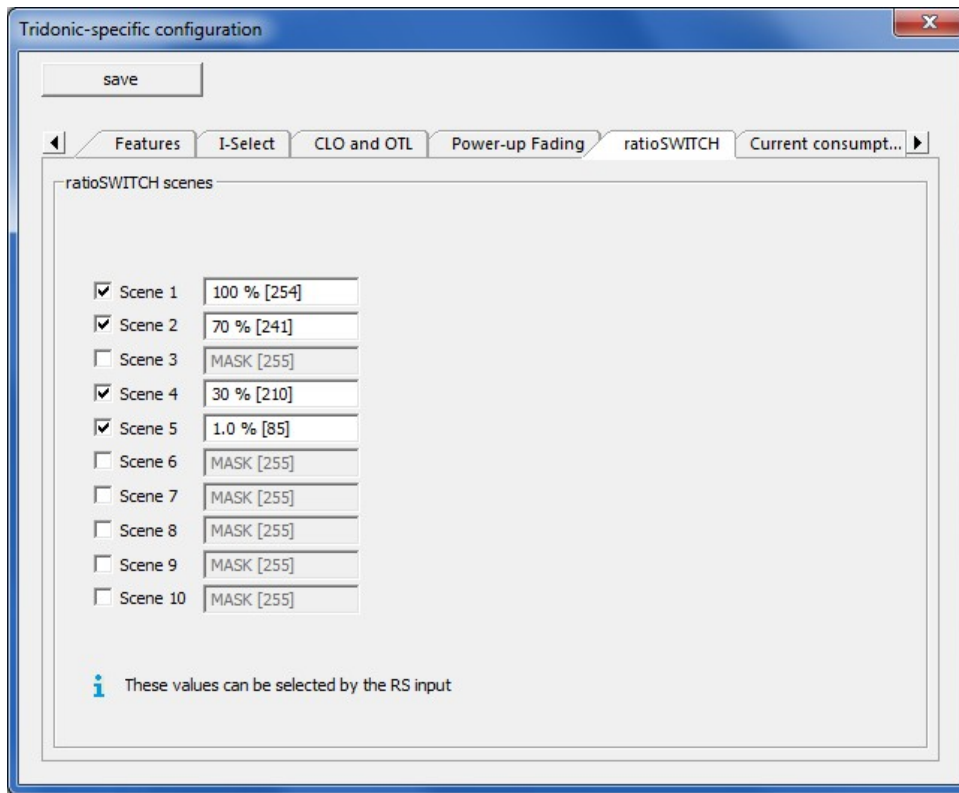 Tridonic-specific configuration
save
Features I-Select CLO and OTL Power-up Fading ratioSWITCH Current consumpt...
ratioSWITCH scenes
Scene 1 100 % [254]
Scene 2 70 % [241]
Scene 3 MASK [255]
Scene 4 30 % [210]
Scene 5 1.0 % [85]
Scene 6 MASK [255]
Scene 7 MASK [255]
Scene 8 MASK [255]
Scene 9 MASK [255]
Scene 10 MASK [255]
These values can be selected by the RS input